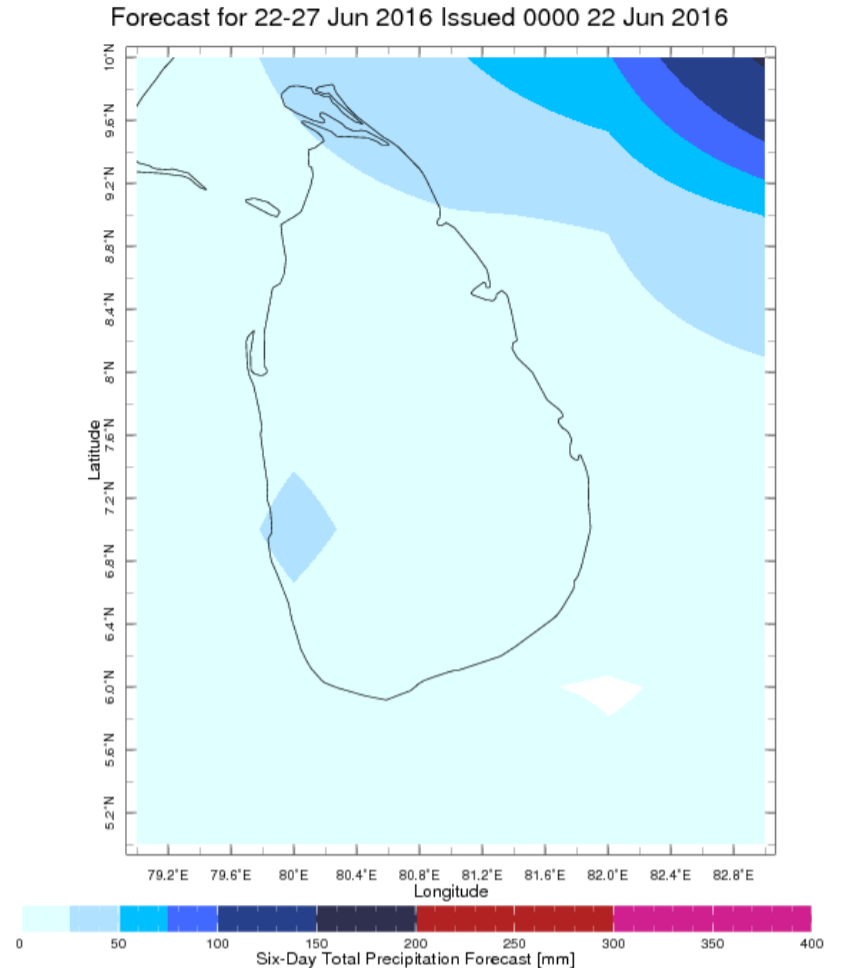 Forecast for 22-27 Jun 2016 Issued 0000 22 Jun 2016
10°N
9.6°N
9.2°N
8.8°N
8.4°N
8°N
7.6°N
7.2°N
6.8°N
6.4°N
6.0°N
5.6°N
5.2°N
Latitude
79.2°E 79.6°E 80°E 80.4°E 80.8°E 81.2°E 81.6°E 82.0°E 82.4°E 82.8°E
Longitude
0 50 100 150 200 250 300 350 400
Six-Day Total Precipitation Forecast [mm]